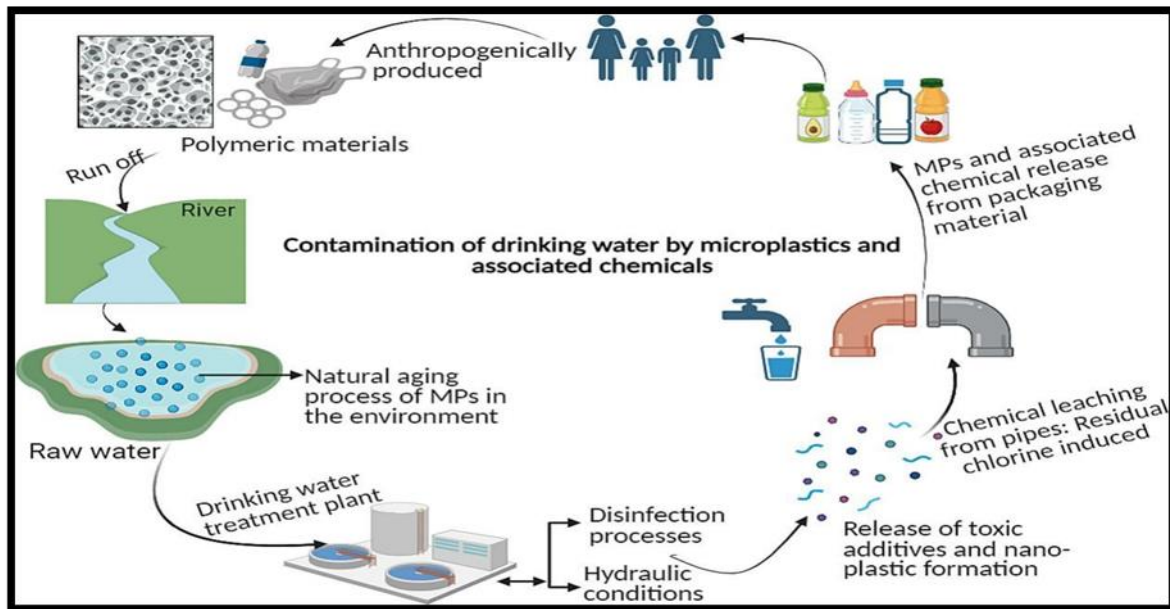 Anthropogenically
produced
Polymeric materials
Run off
River
Contamination of drinking water by microplastics and
associated chemicals
MPs and associated
chemical release
from packaging
material
Natural aging
process of MPs in
the environment
Raw water
Drinking water
treatment plant
Disinfection
processes
Hydraulic
conditions
Release of toxic
additives and nano-
plastic formation
Chemical leaching
from pipes: Residual
chlorine induced